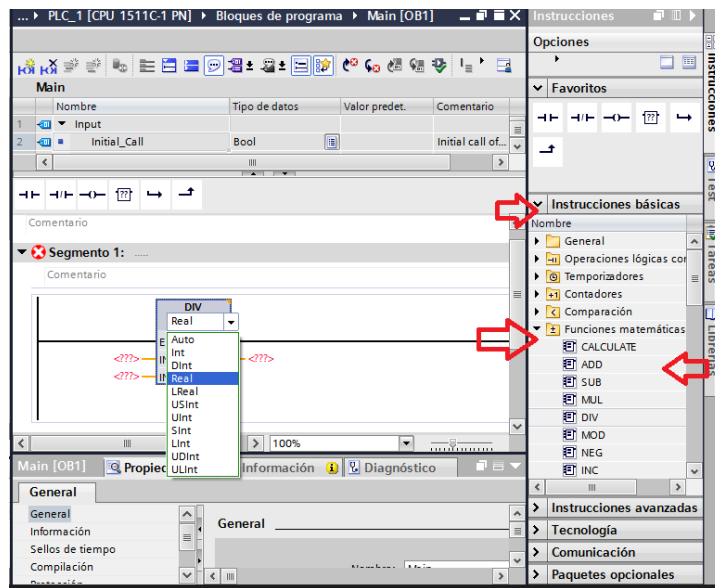 ... PLC_1 [CPU 1511C-1 PN] Bloques de programa Main [OB1]
Main
Nombre Tipo de datos Valor predet. Comentario
1 Input
2 Initial_Call Bool Initial call of...
Comentario
Segmento 1: .....
Comentario
DIV
Real
<???> <???>
<???>
Auto
Int
DInt
Real
LReal
USInt
UInt
SInt
LInt
UDInt
ULInt
100%
Main [OB1] Propie Información Diagnóstico
General
General
Información
Sellos de tiempo
Compilación
General
Instrucciones
Opciones
Favoritos
Instrucciones básicas
Nombre
General
Operaciones lógicas con
Temporizadores
Contadores
Comparación
Funciones matemáticas
CALCULATE
ADD
SUB
MUL
DIV
MOD
NEG
INC
Instrucciones avanzadas
Tecnología
Comunicación
Paquetes opcionales
Instrucciones
Test
Tareas
Librerías